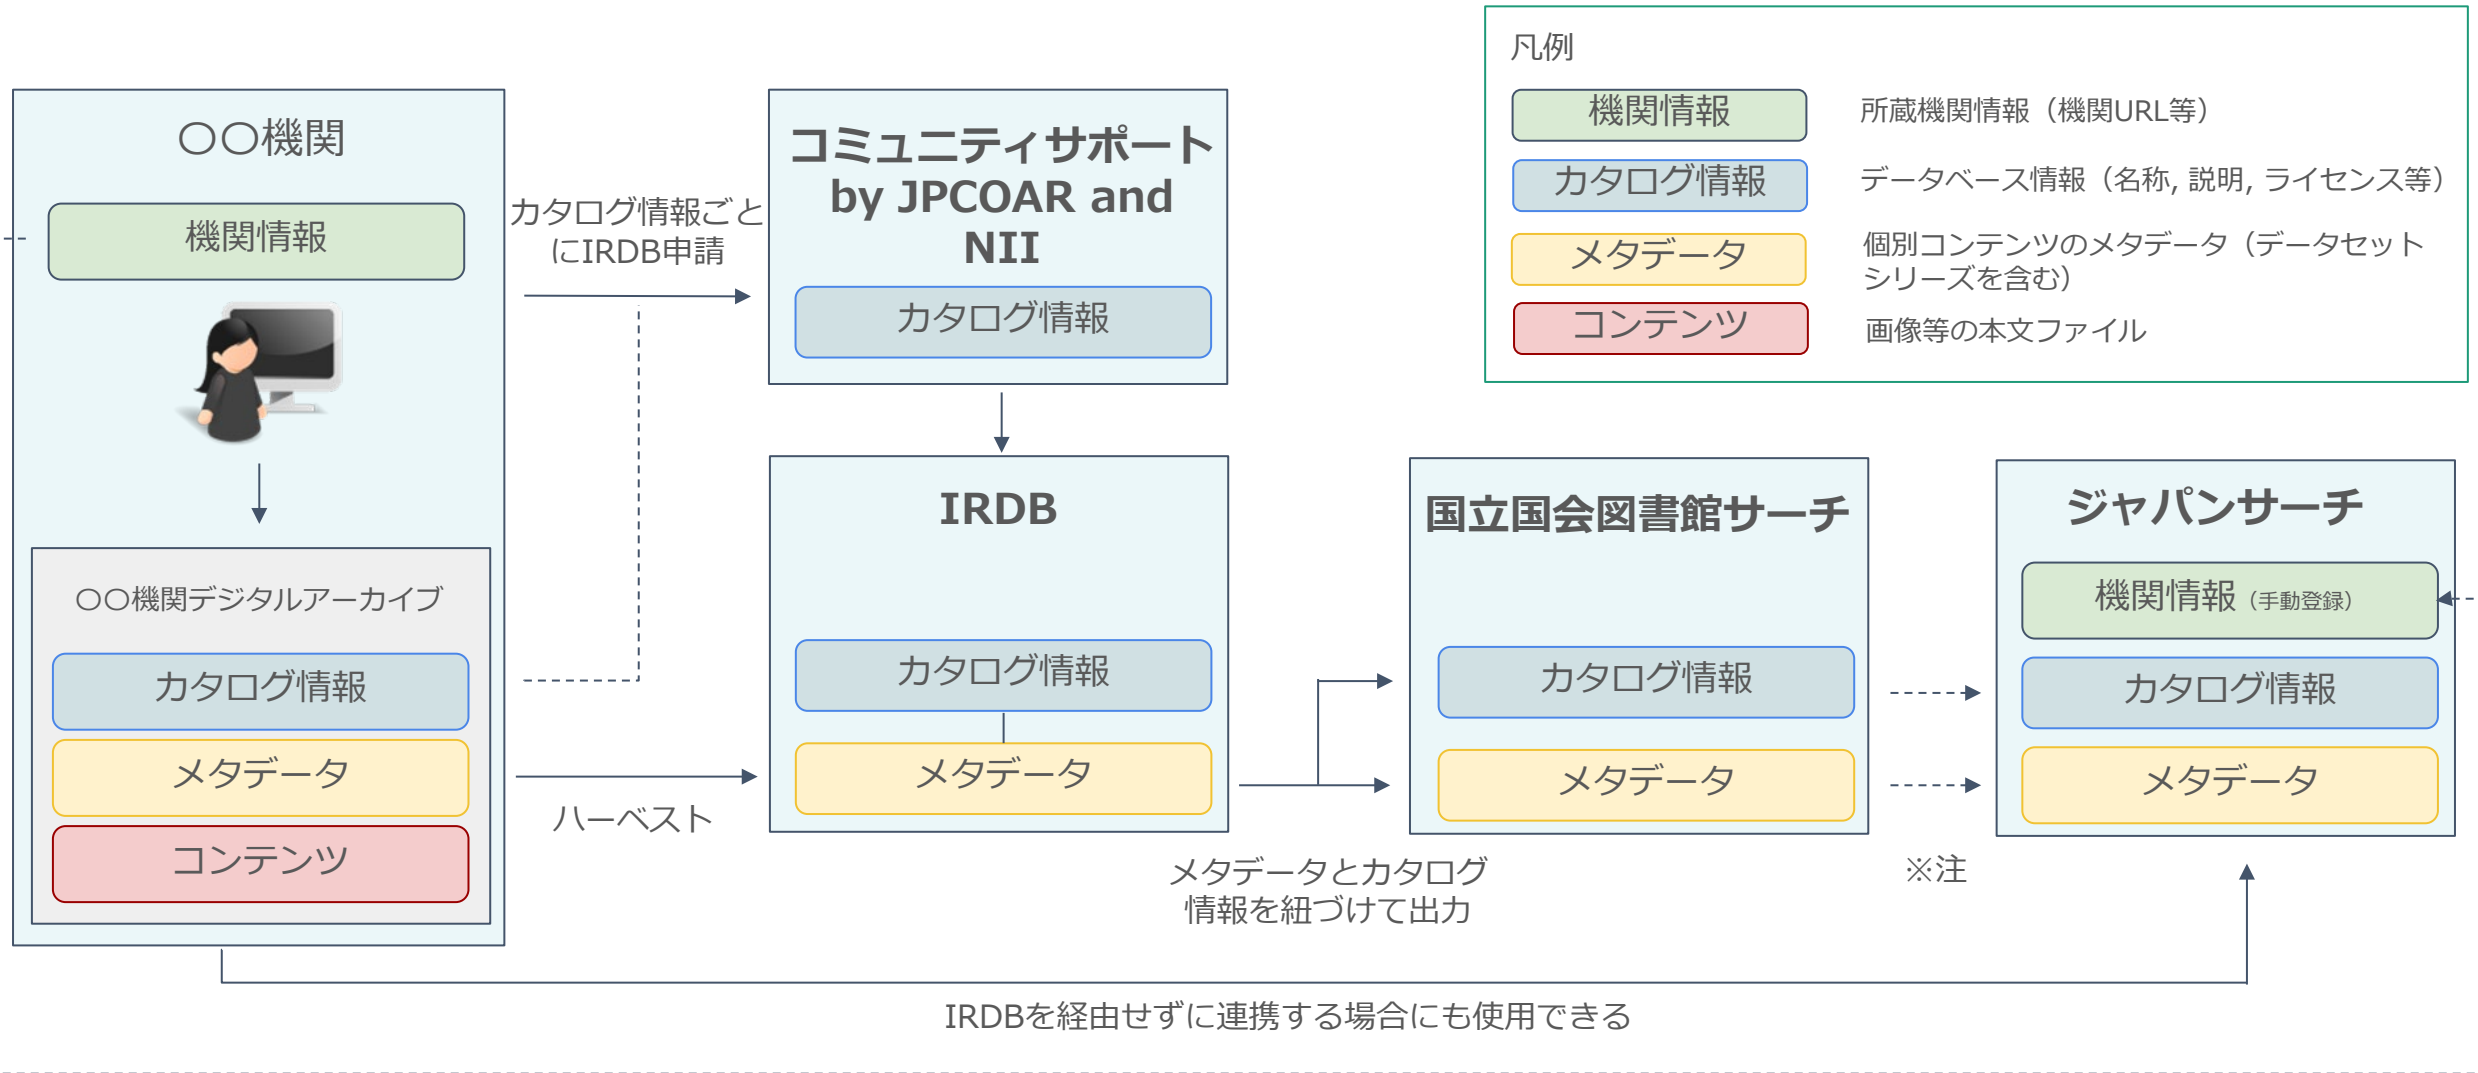 〇〇機関
機関情報
カタログ情報ごと
にIRDB申請
コミュニティサポート
by JPCOAR and
NII
カタログ情報
凡例
機関情報
所蔵機関情報（機関URL等）
カタログ情報
データベース情報（名称, 説明, ライセンス等）
メタデータ
個別コンテンツのメタデータ（データセット
シリーズを含む）
コンテンツ
画像等の本文ファイル
〇〇機関デジタルアーカイブ
カタログ情報
メタデータ
コンテンツ
ハーベスト
IRDB
カタログ情報
メタデータ
メタデータとカタログ
情報を紐づけて出力
国立国会図書館サーチ
カタログ情報
メタデータ
※注
ジャパンサーチ
機関情報（手動登録）
カタログ情報
メタデータ
IRDBを経由せずに連携する場合にも使用できる